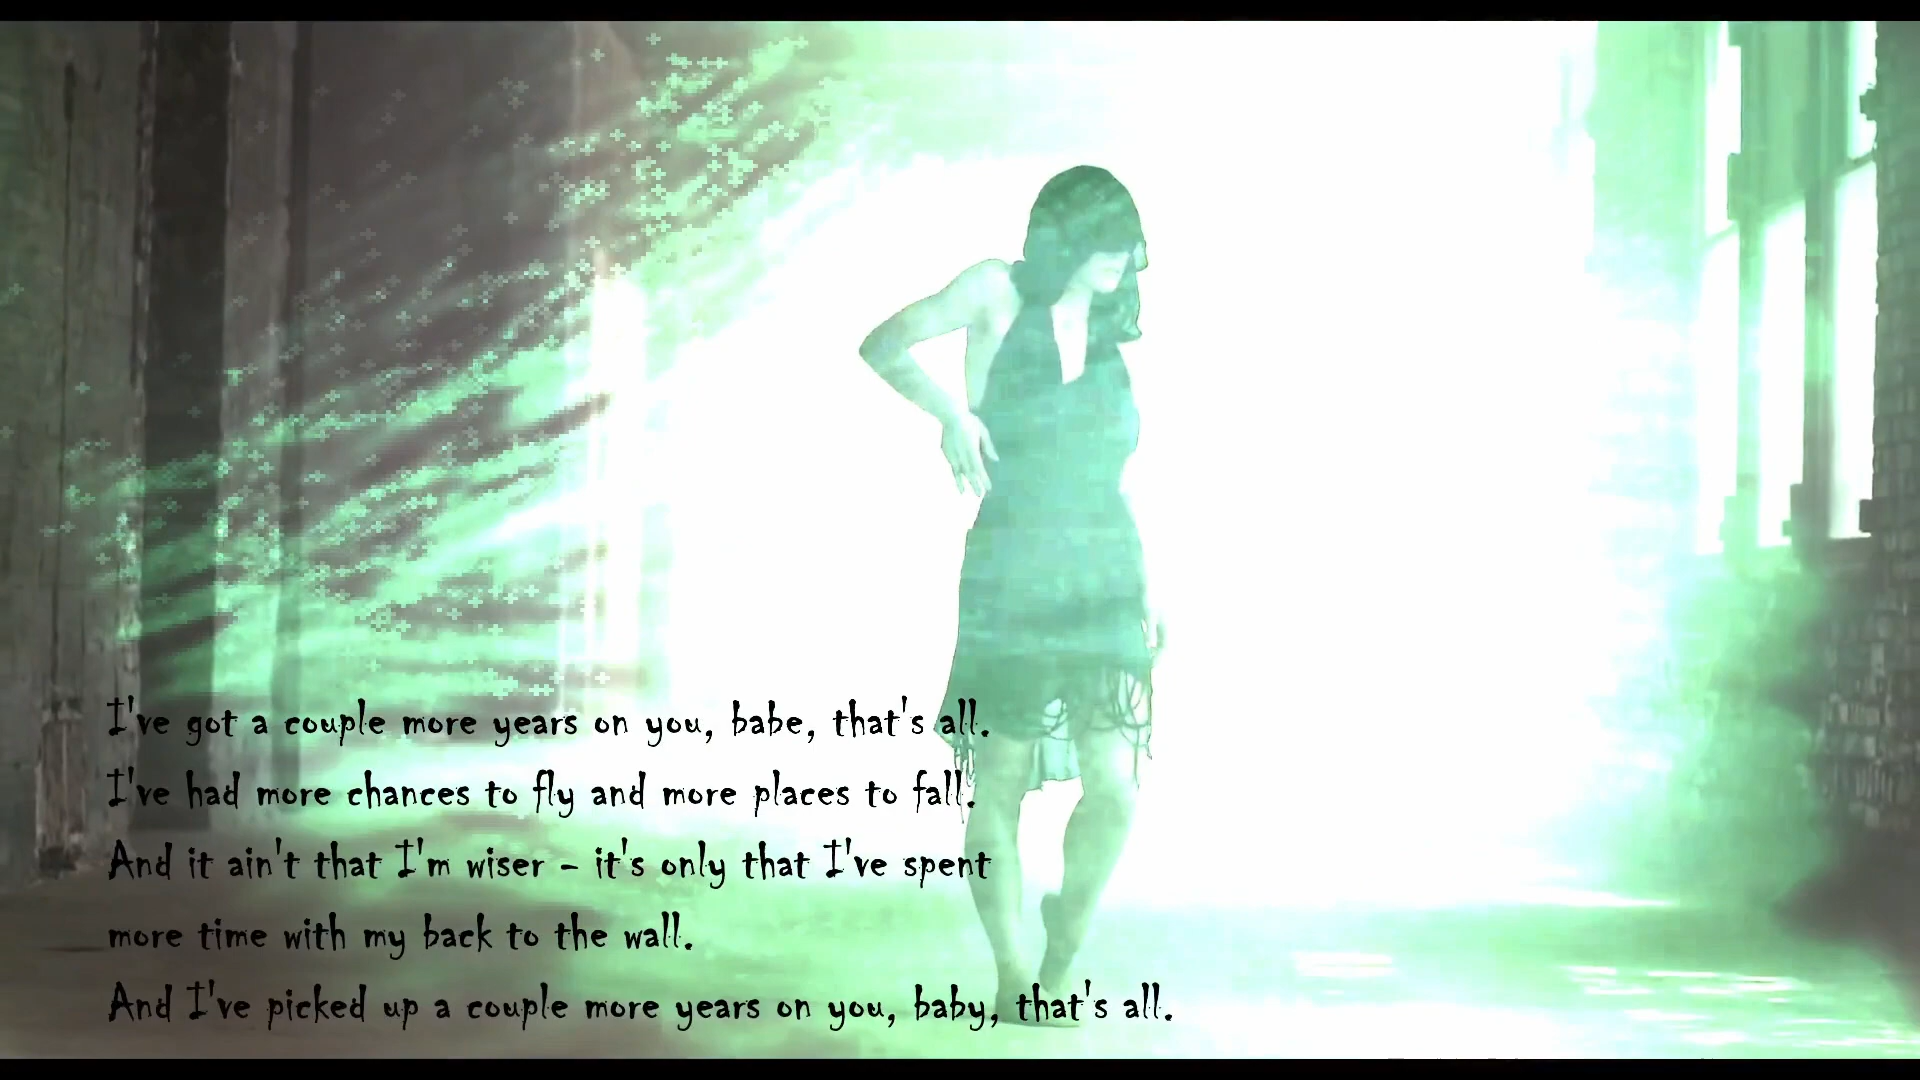 I've got a couple more years on you, babe, that's all.
I've had more chances to fly and more places to fall.
And it ain't that I'm wiser - it's only that I've spent
more time with my back to the wall.
And I've picked up a couple more years on you, baby, that's all.